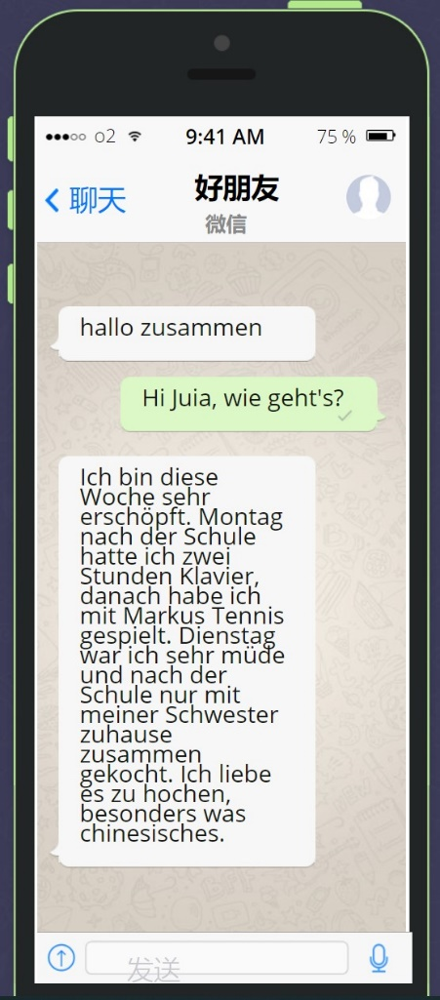 o2 9:41 AM 75 %
聊天 好朋友
微信
hallo zusammen
Hi Juia, wie geht's?
Ich bin diese
Woche sehr
erschöpft. Montag
nach der Schule
hatte ich zwei
Stunden Klavier,
danach habe ich
mit Markus Tennis
gespielt. Dienstag
war ich sehr müde
und nach der
Schule nur mit
meiner Schwester
zuhause
zusammen
gekocht. Ich liebe
es zu hochen,
besonders was
chinesisches.
发送